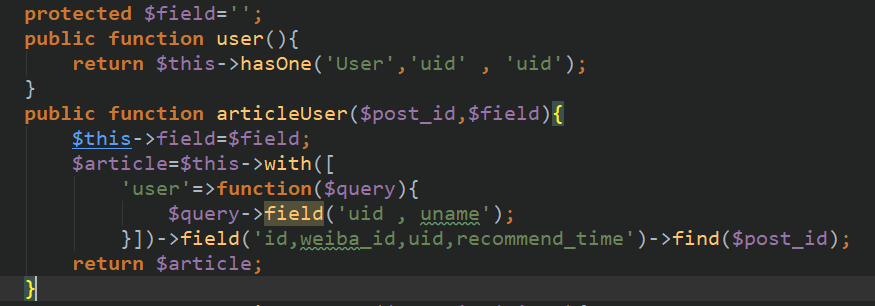 protected $field='';
public function user(){
return $this->hasOne('User','uid' , 'uid');
}
public function articleUser($post_id,$field){
$this->field=$field;
$article=$this->with([
'user'=>function($query){
$query->field('uid , uname');
}])->field('id,weiba_id,uid,recommend_time')->find($post_id);
return $article;
}